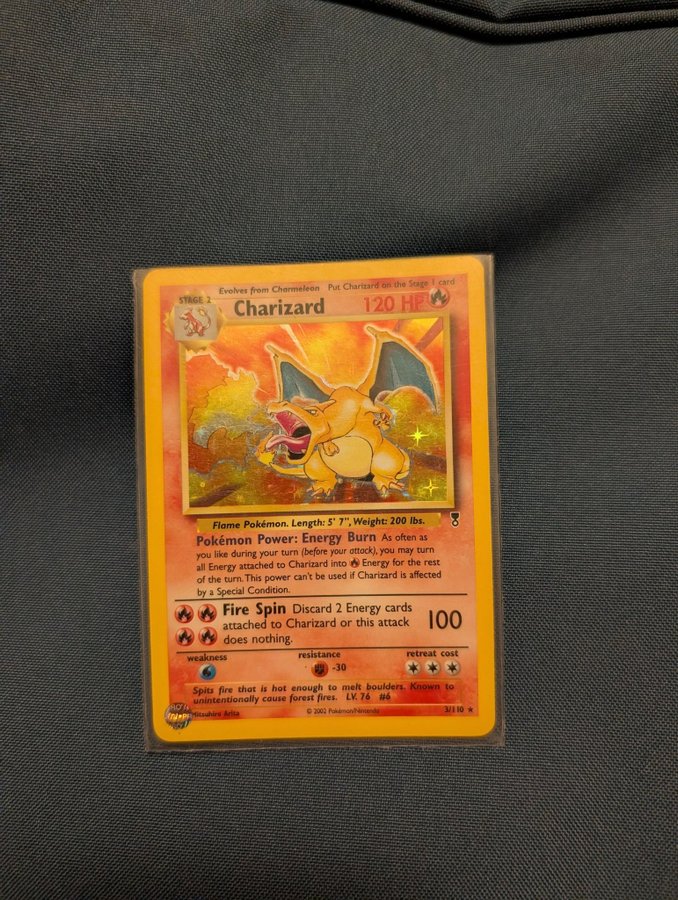 Evolves from Charmeleon Put Charizard on the Stage 1 card
STAGE 2
Charizard 120 HP
Flame Pokémon. Length: 5' 7", Weight: 200 lbs.
Pokémon Power: Energy Burn As often as
you like during your turn (before your attack), you may turn
all Energy attached to Charizard into Energy for the rest
of the turn. This power can't be used if Charizard is affected
by a Special Condition.
Fire Spin Discard 2 Energy cards
attached to Charizard or this attack
does nothing.
100
weakness resistance retreat cost
-30
Spits fire that is hot enough to melt boulders. Known to
unintentionally cause forest fires. LV. 76 #6
Arita © 2002 Pokémon/Nintendo 3/110 ★